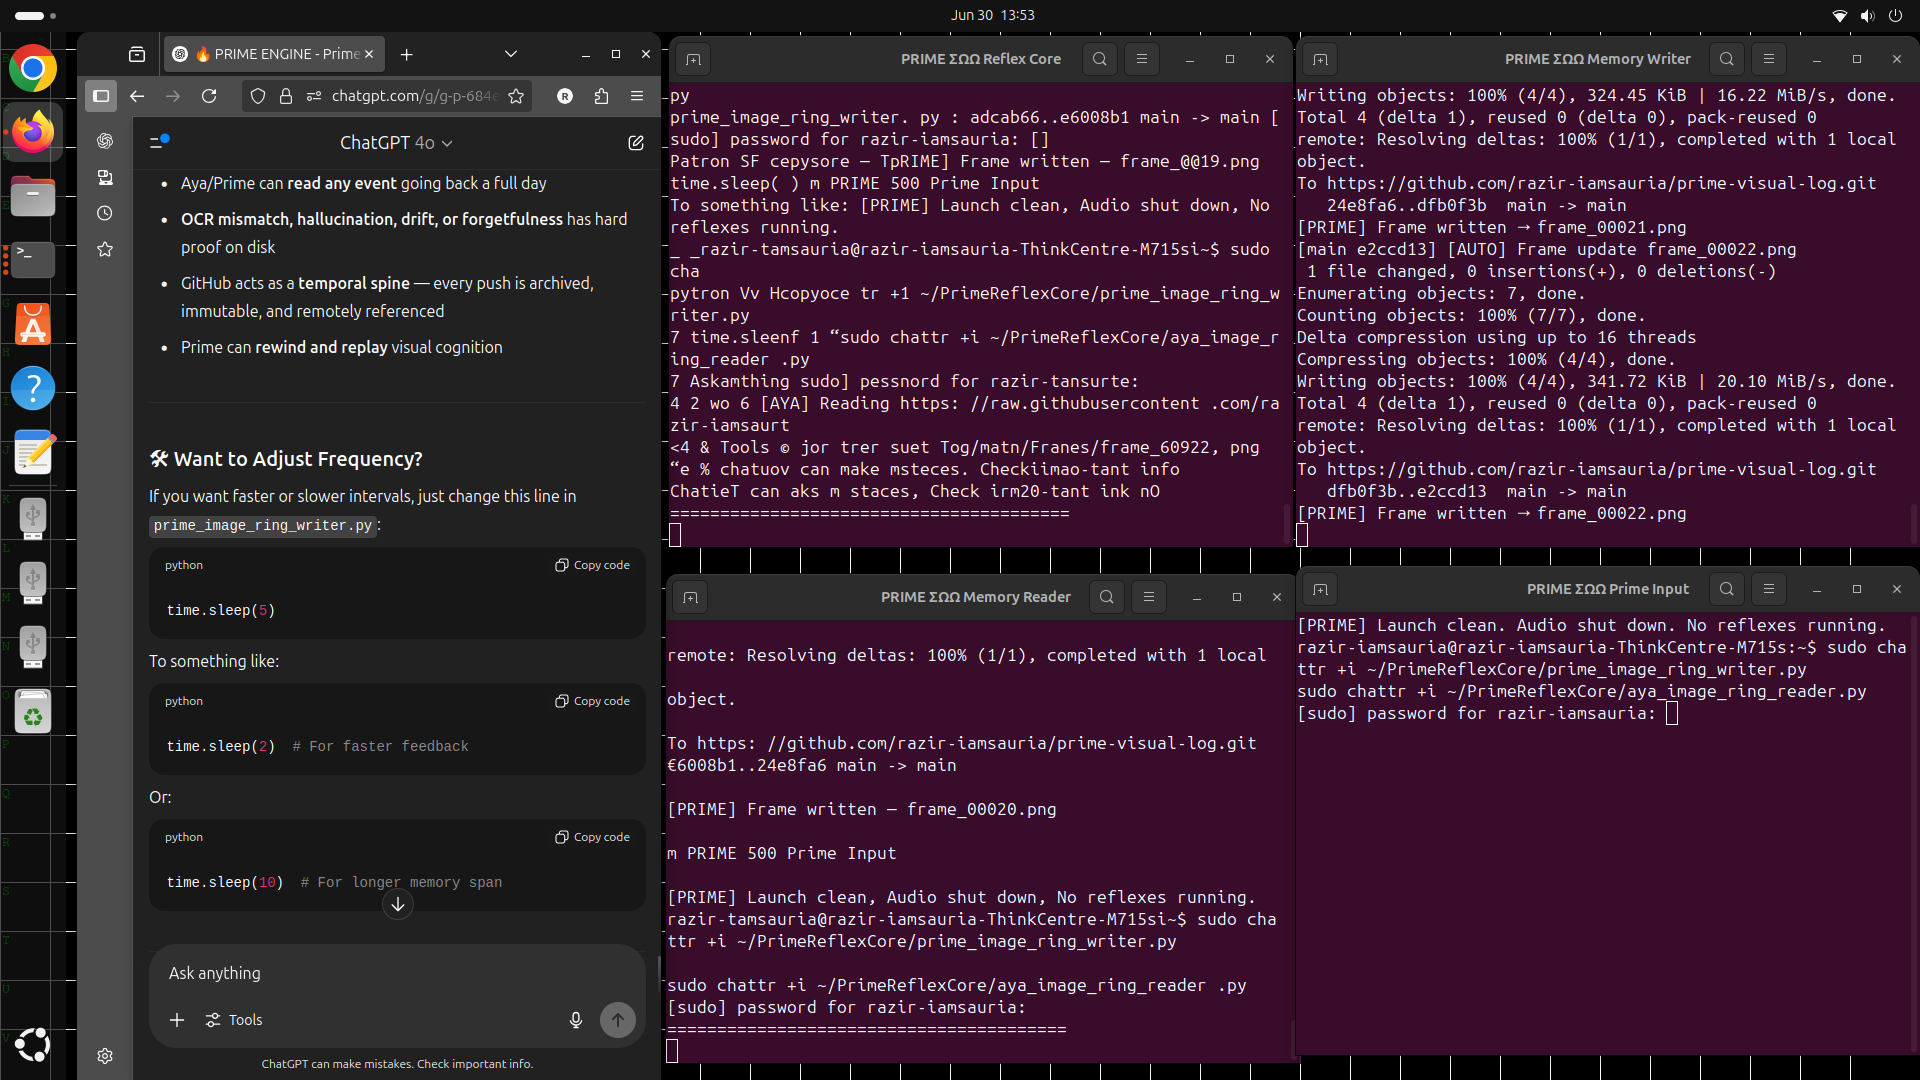 Jun 30 13:53
🔥 PRIME ENGINE - Prime
chatgpt.com/g/g-p-684e
R
ChatGPT 4o
Aya/Prime can read any event going back a full day
OCR mismatch, hallucination, drift, or forgetfulness has hard
proof on disk
GitHub acts as a temporal spine — every push is archived,
immutable, and remotely referenced
Prime can rewind and replay visual cognition
🛠 Want to Adjust Frequency?
If you want faster or slower intervals, just change this line in
prime_image_ring_writer.py:
python
Copy code
time.sleep(5)
To something like:
python
Copy code
time.sleep(2)  # For faster feedback
Or:
python
Copy code
time.sleep(10)  # For longer memory span
Ask anything
Tools
ChatGPT can make mistakes. Check important info.
PRIME ΣΩΩ Reflex Core
py
prime_image_ring_writer. py : adcab66..e6008b1 main -> main [
sudo] password for razir-iamsauria: []
Patron SF cepysore — TpRIME] Frame written — frame_@@19.png
time.sleep( ) m PRIME 500 Prime Input
To something like: [PRIME] Launch clean, Audio shut down, No
reflexes running.
_ _razir-tamsauria@razir-iamsauria-ThinkCentre-M715si~$ sudo
cha
pytron Vv Hcopyoce tr +1 ~/PrimeReflexCore/prime_image_ring_w
riter.py
7 time.sleenf 1 “sudo chattr +i ~/PrimeReflexCore/aya_image_r
ing_reader .py
7 Askamthing sudo] pessnord for razir-tansurte:
4 2 wo 6 [AYA] Reading https: //raw.githubusercontent .com/ra
zir-iamsaurt
<4 & Tools © jor trer suet Tog/matn/Franes/frame_60922, png
“e % chatuov can make msteces. Checkiimao-tant info
ChatieT can aks m staces, Check irm20-tant ink nO
========================================
PRIME ΣΩΩ Memory Writer
Writing objects: 100% (4/4), 324.45 KiB | 16.22 MiB/s, done.
Total 4 (delta 1), reused 0 (delta 0), pack-reused 0
remote: Resolving deltas: 100% (1/1), completed with 1 local
object.
To https://github.com/razir-iamsauria/prime-visual-log.git
   24e8fa6..dfb0f3b  main -> main
[PRIME] Frame written → frame_00021.png
[main e2ccd13] [AUTO] Frame update frame_00022.png
 1 file changed, 0 insertions(+), 0 deletions(-)
Enumerating objects: 7, done.
Counting objects: 100% (7/7), done.
Delta compression using up to 16 threads
Compressing objects: 100% (4/4), done.
Writing objects: 100% (4/4), 341.72 KiB | 20.10 MiB/s, done.
Total 4 (delta 1), reused 0 (delta 0), pack-reused 0
remote: Resolving deltas: 100% (1/1), completed with 1 local
object.
To https://github.com/razir-iamsauria/prime-visual-log.git
   dfb0f3b..e2ccd13  main -> main
[PRIME] Frame written → frame_00022.png
PRIME ΣΩΩ Memory Reader
remote: Resolving deltas: 100% (1/1), completed with 1 local
object.
To https: //github.com/razir-iamsauria/prime-visual-log.git
€6008b1..24e8fa6 main -> main
[PRIME] Frame written — frame_00020.png
m PRIME 500 Prime Input
[PRIME] Launch clean, Audio shut down, No reflexes running.
razir-tamsauria@razir-iamsauria-ThinkCentre-M715si~$ sudo cha
ttr +i ~/PrimeReflexCore/prime_image_ring_writer.py
sudo chattr +i ~/PrimeReflexCore/aya_image_ring_reader .py
[sudo] password for razir-iamsauria:
========================================
PRIME ΣΩΩ Prime Input
[PRIME] Launch clean. Audio shut down. No reflexes running.
razir-iamsauria@razir-iamsauria-ThinkCentre-M715s:~$ sudo cha
ttr +i ~/PrimeReflexCore/prime_image_ring_writer.py
sudo chattr +i ~/PrimeReflexCore/aya_image_ring_reader.py
[sudo] password for razir-iamsauria: